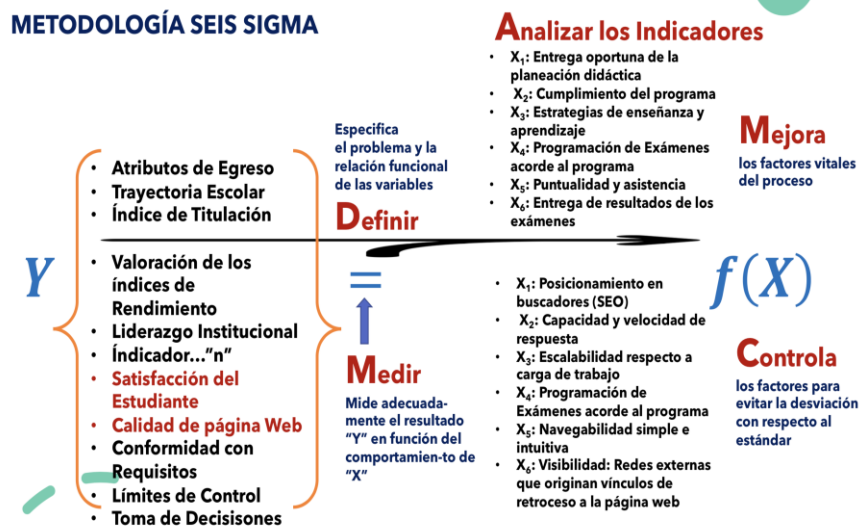 METODOLOGÍA SEIS SIGMA
Y
• Atributos de Egreso
• Trayectoria Escolar
• Índice de Titulación
• Valoración de los
índices de
Rendimiento
• Liderazgo Institucional
• Índicador…"n"
• Satisfacción del
Estudiante
• Calidad de página Web
• Conformidad con
Requisitos
• Límites de Control
• Toma de Decisisones
Especifica
el problema y la
relación funcional
de las variables
Definir
=
Medir
Mide adecuada-
mente el resultado
"Y" en función del
comportamien-to de
"X"
Analizar los Indicadores
• X₁: Entrega oportuna de la
planeación didáctica
• X₂: Cumplimiento del programa
• X₃: Estrategias de enseñanza y
aprendizaje
• X₄: Programación de Exámenes
acorde al programa
• X₅: Puntualidad y asistencia
• X₆: Entrega de resultados de los
exámenes
• X₁: Posicionamiento en
buscadores (SEO)
• X₂: Capacidad y velocidad de
respuesta
• X₃: Escalabilidad respecto a
carga de trabajo
• X₄: Programación de
Exámenes acorde al programa
• X₅: Navegabilidad simple e
intuitiva
• X₆: Visibilidad: Redes externas
que originan vínculos de
retroceso a la página web
Mejora
los factores vitales
del proceso
f(X)
Controla
los factores para
evitar la desviación
con respecto al
estándar